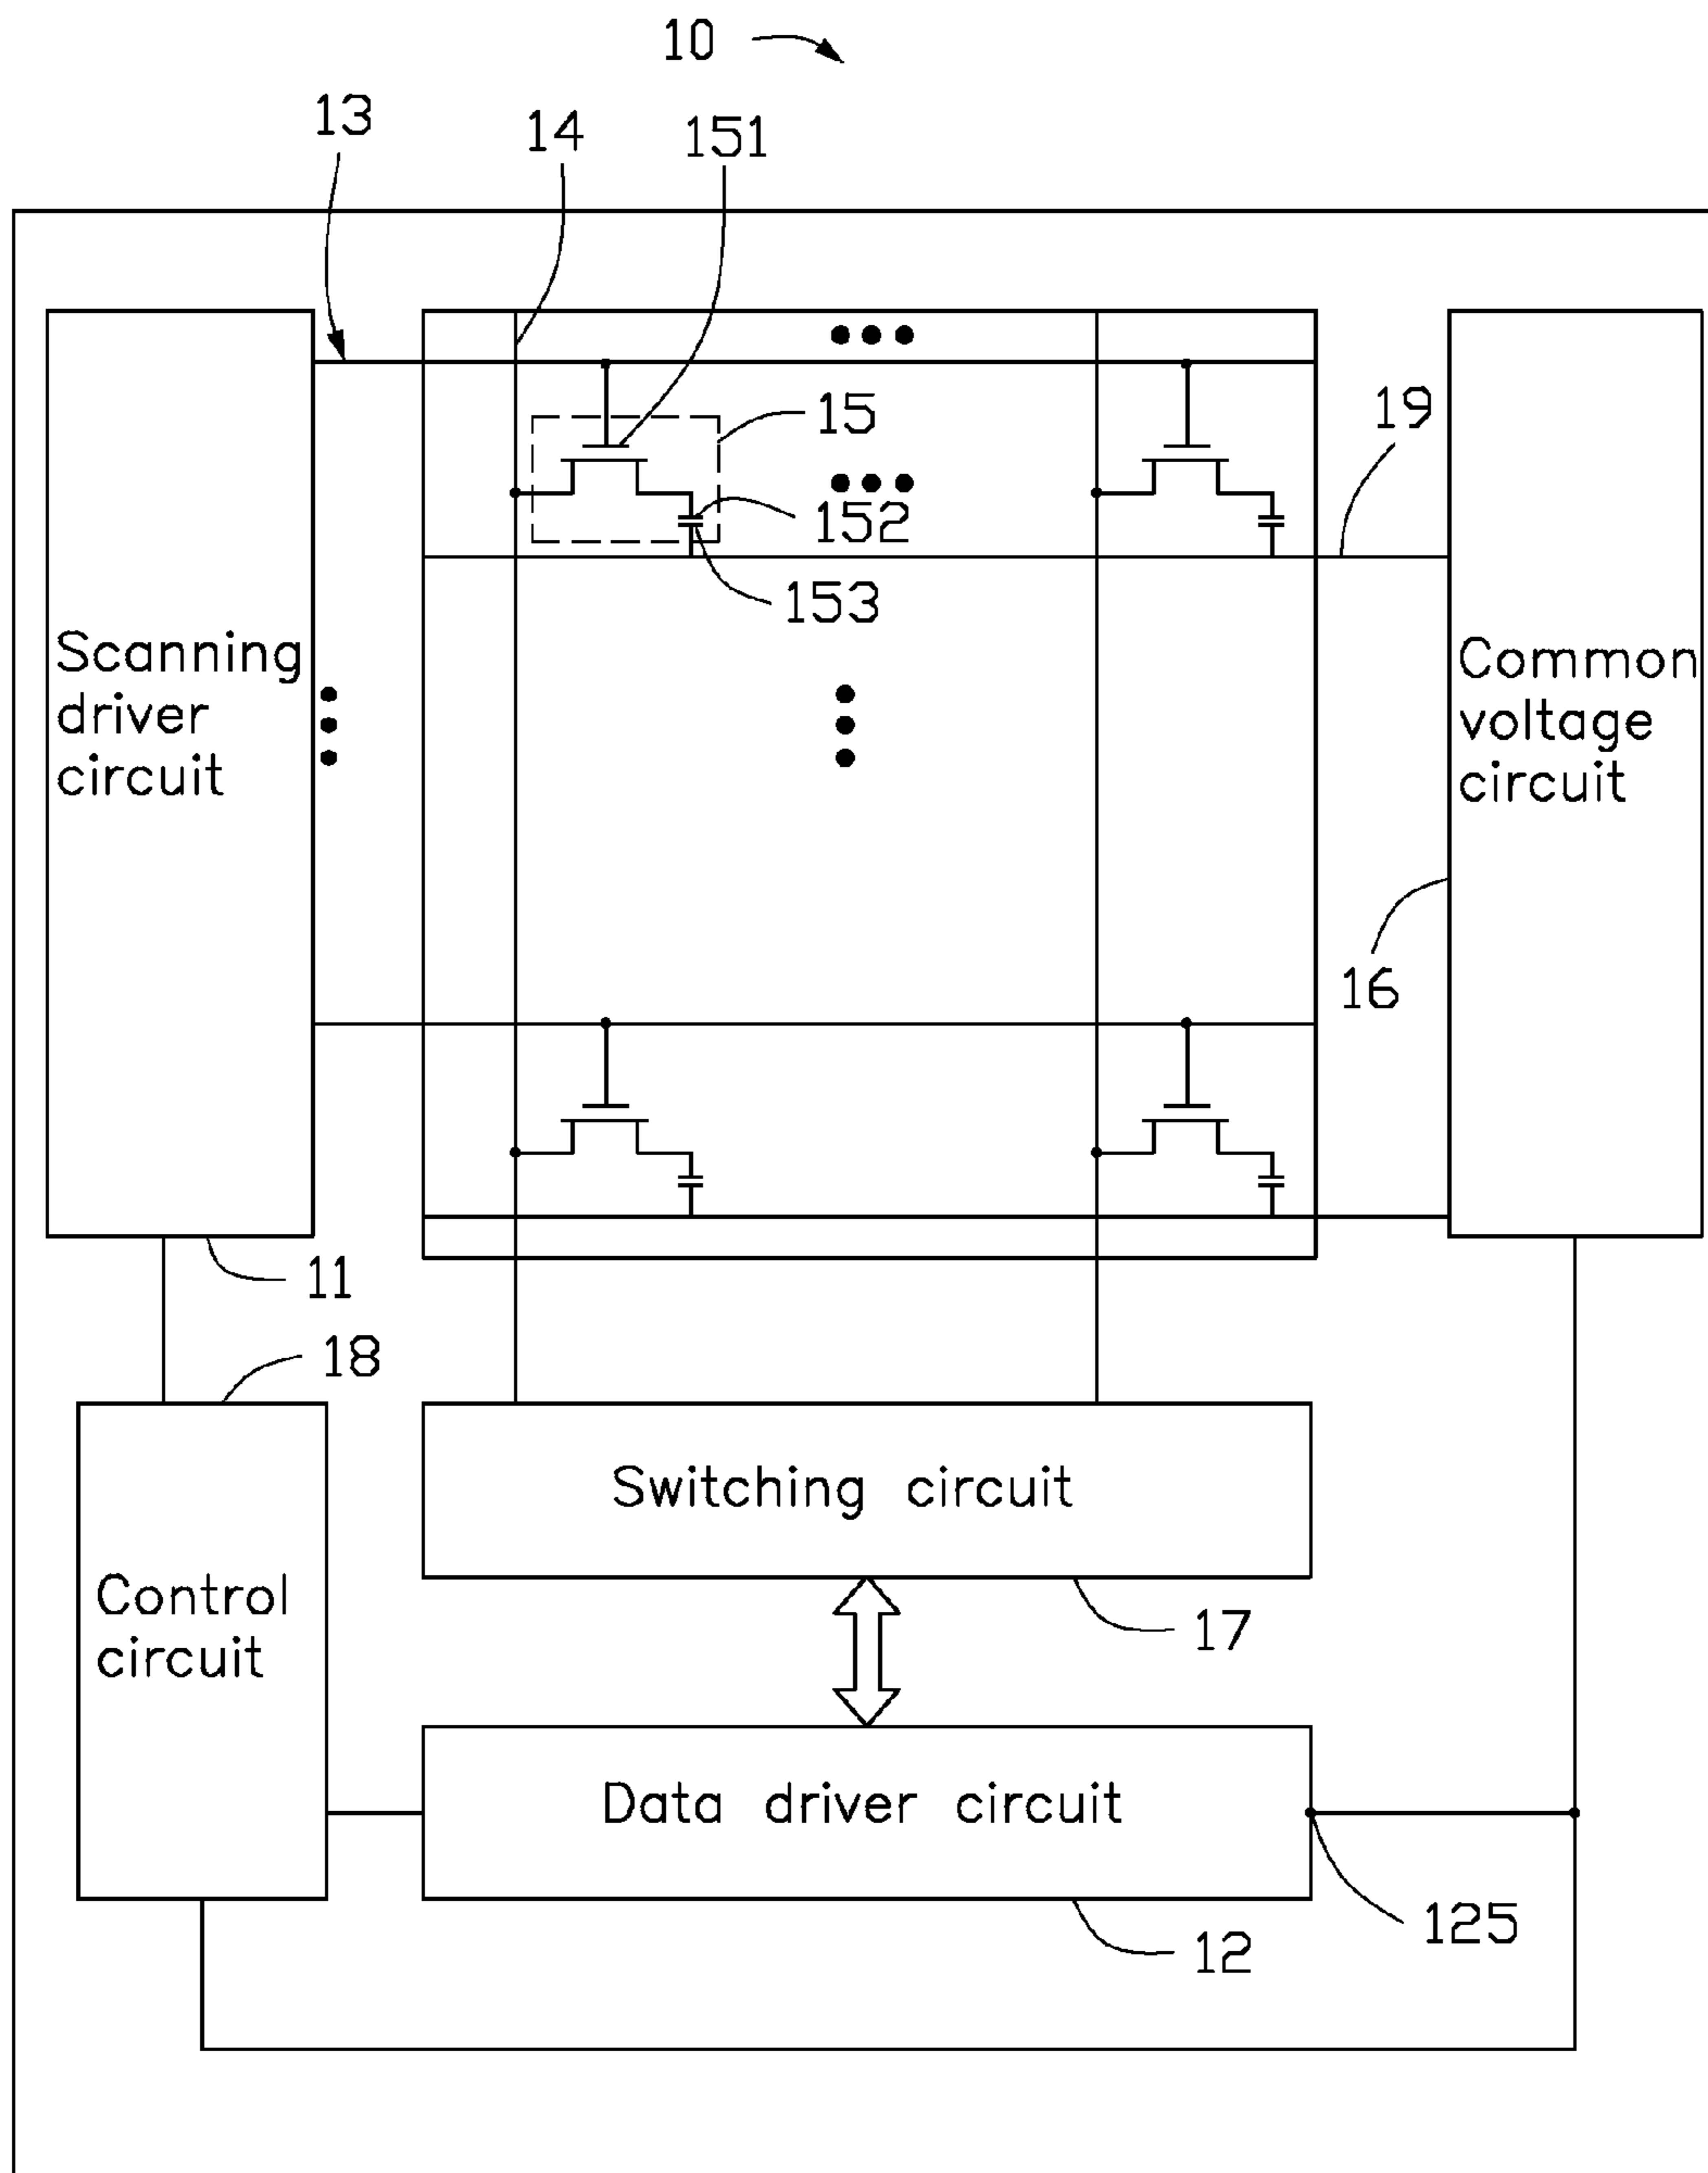 10
13
14
151
15
19
152
153
Scanning
driver
circuit
Common
voltage
circuit
16
11
18
Switching circuit
Control
circuit
17
Data driver circuit
125
12